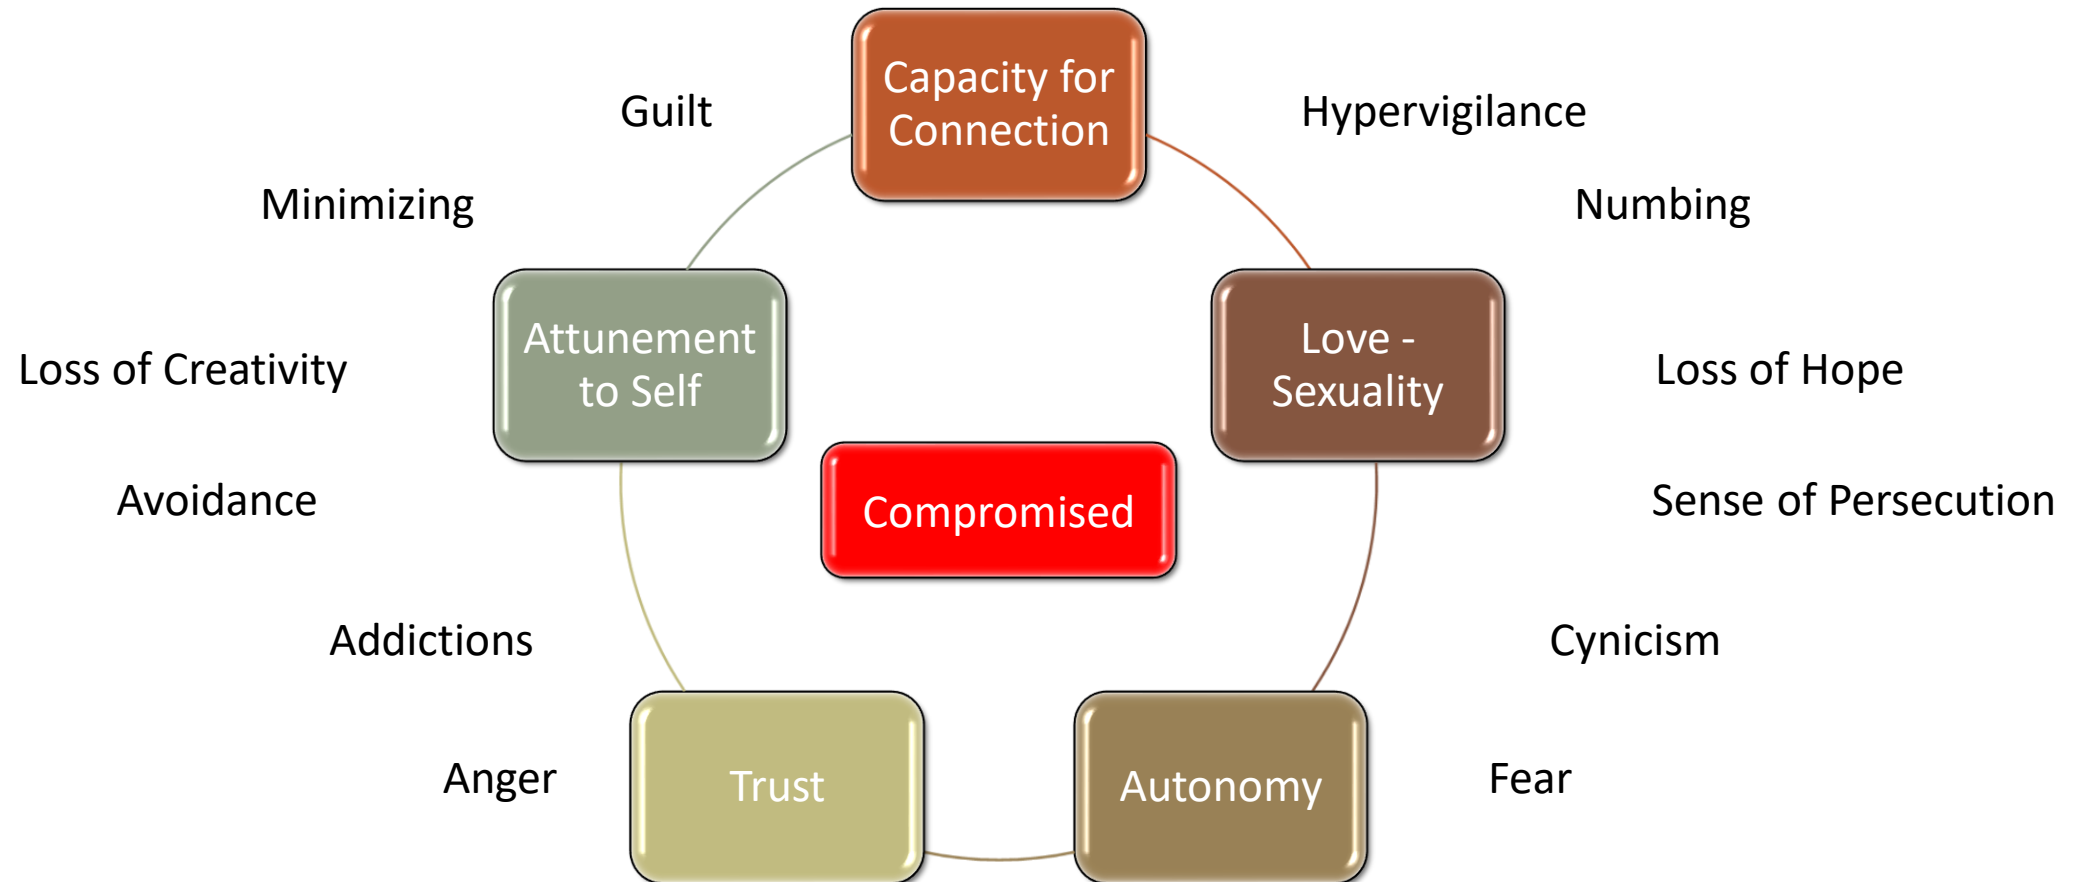 Capacity for
Connection
Guilt
Hypervigilance
Minimizing
Numbing
Attunement
to Self
Love -
Sexuality
Loss of Creativity
Loss of Hope
Avoidance
Compromised
Sense of Persecution
Addictions
Cynicism
Anger
Trust
Autonomy
Fear